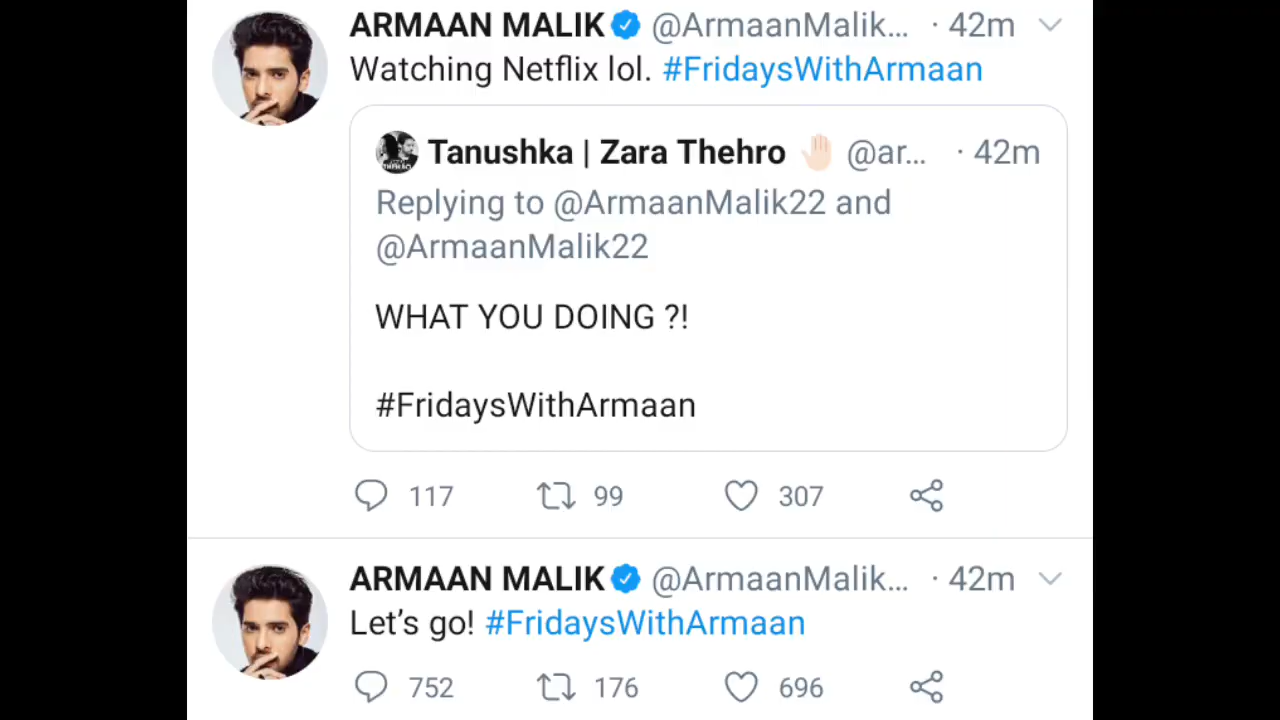 ARMAAN MALIK @ArmaanMalik... · 42m
Watching Netflix lol. #FridaysWithArmaan
Tanushka | Zara Thehro 🤚🏻 @ar... · 42m
Replying to @ArmaanMalik22 and
@ArmaanMalik22
WHAT YOU DOING ?!
#FridaysWithArmaan
117 99 307
ARMAAN MALIK @ArmaanMalik... · 42m
Let's go! #FridaysWithArmaan
752 176 696